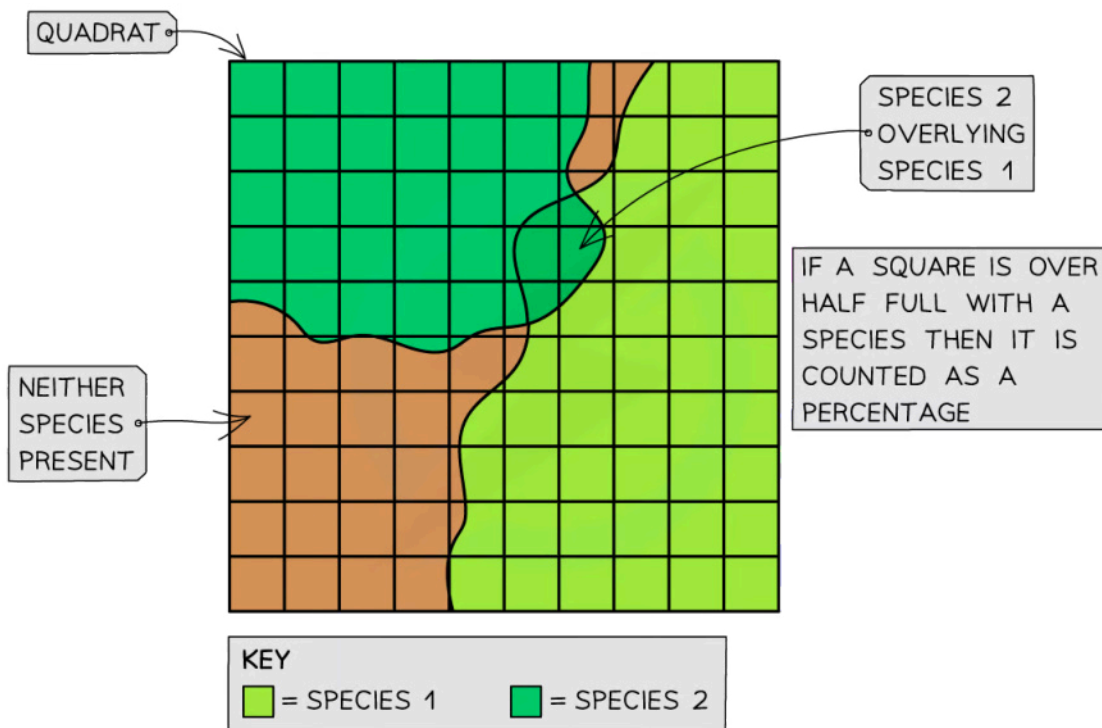 QUADRAT
SPECIES 2
OVERLYING
SPECIES 1
IF A SQUARE IS OVER
HALF FULL WITH A
SPECIES THEN IT IS
COUNTED AS A
PERCENTAGE
NEITHER
SPECIES
PRESENT
KEY
= SPECIES 1 = SPECIES 2